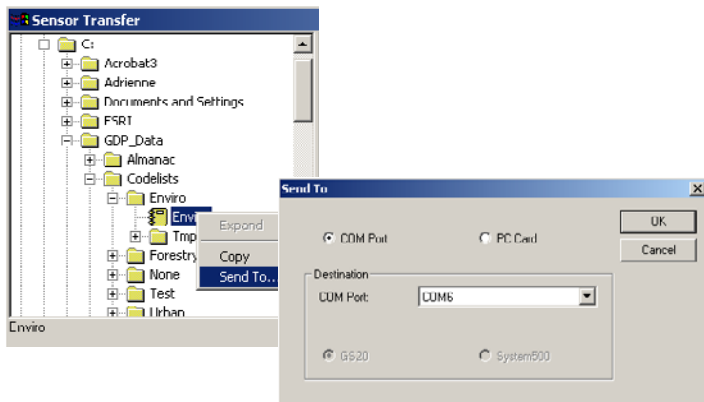 Sensor Transfer
C:
Acrobat3
Adrienne
Documents and Settings
ESRI
GDP_Data
Almanac
Codelists
Enviro
Envi
Tmp
Forestry
None
Test
Urban
Enviro
Expand
Copy
Send To...
Send To
COM Port
PC Card
OK
Cancel
Destination
COM Port:
COM6
GS20
System500